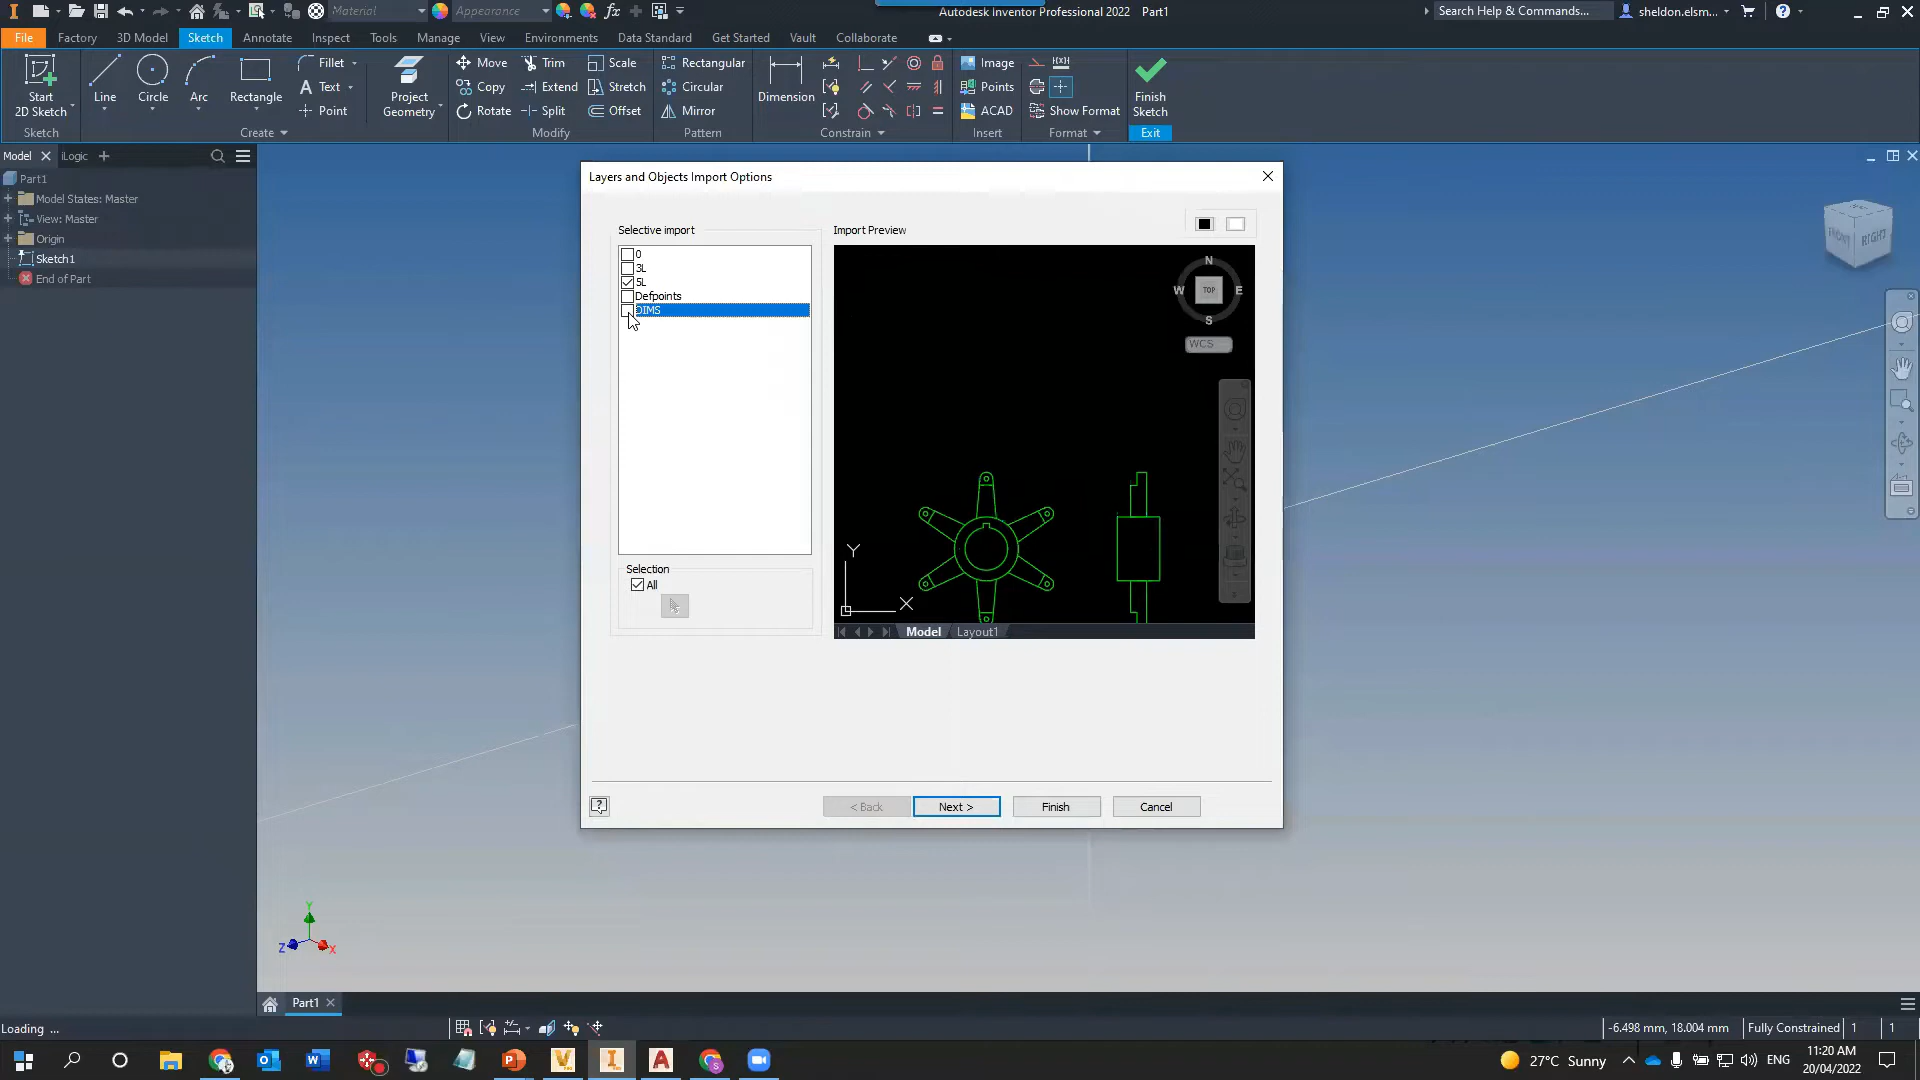 Material
Appearance
fx
Autodesk Inventor Professional 2022 Part1
Search Help & Commands...
sheldon.elsm...
File Factory 3D Model Sketch Annotate Inspect Tools Manage View Environments Data Standard Get Started Vault Collaborate
Start
2D Sketch
Sketch
Line Circle Arc Rectangle
Fillet
Text
Point
Create
Project
Geometry
Move Trim Scale
Copy Extend Stretch
Rotate Split Offset
Modify
Rectangular
Circular
Mirror
Pattern
Dimension
Constrain
Image
Points
ACAD
Insert
Show Format
Format
Finish
Sketch
Exit
Model iLogic
Part1
Model States: Master
View: Master
Origin
Sketch1
End of Part
Layers and Objects Import Options
Selective import
0
3L
5L
Defpoints
DIMS
Selection
All
Import Preview
N
W TOP E
S
WCS
Y
X
Model Layout1
< Back Next > Finish Cancel
FRONT RIGHT
Y
Z X
Part1
Loading ...
-6.498 mm, 18.004 mm Fully Constrained 1 1
27°C Sunny
ENG
11:20 AM
20/04/2022